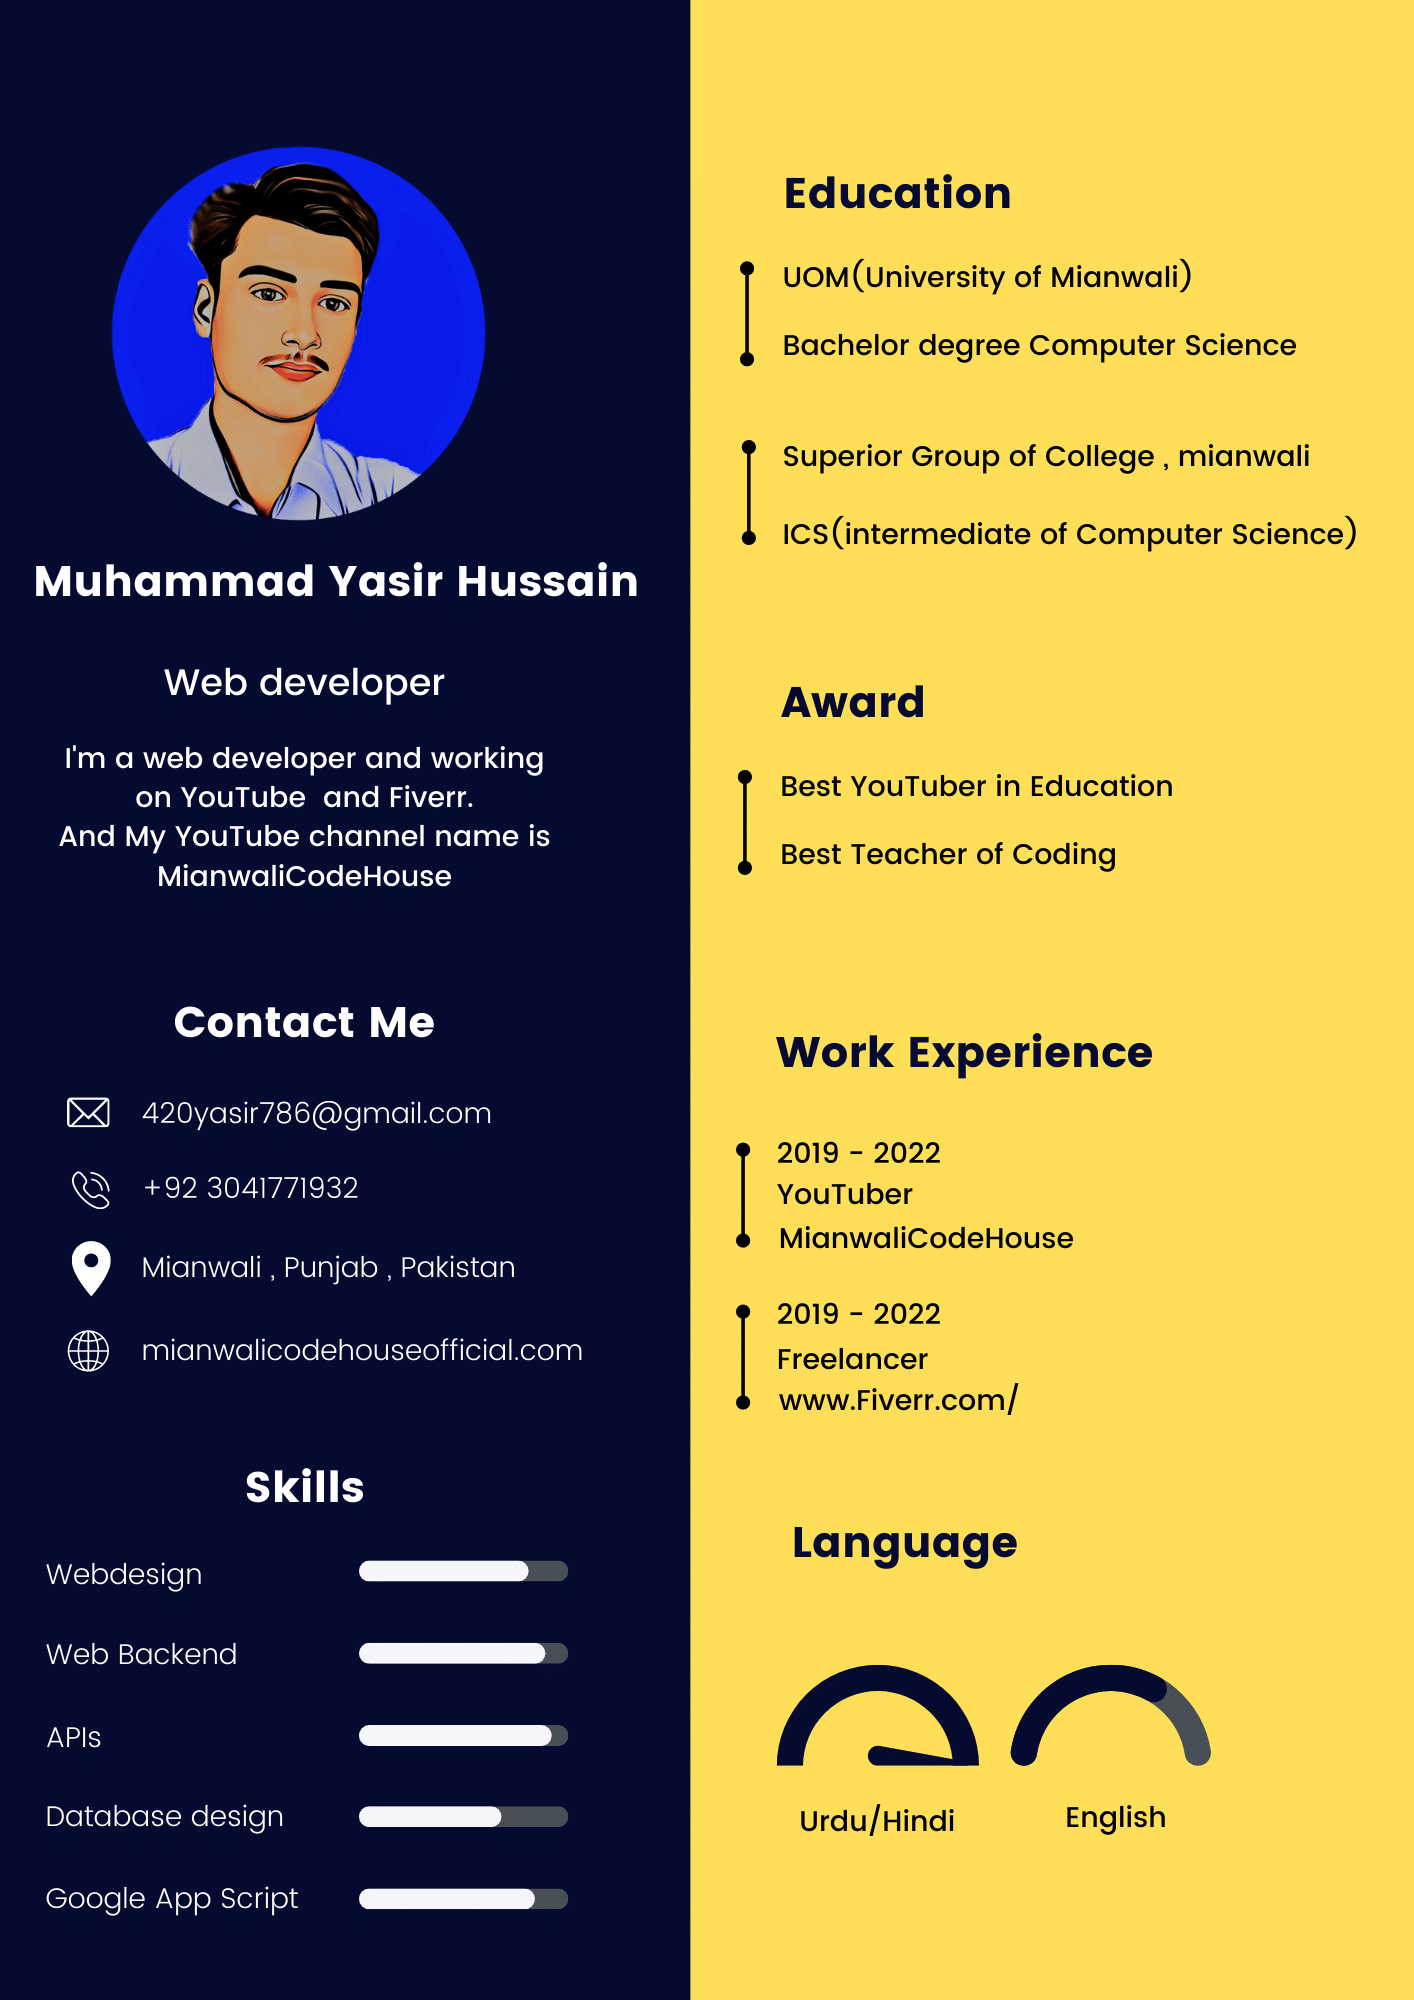 Muhammad Yasir Hussain
Web developer
I'm a web developer and working
on YouTube and Fiverr.
And My YouTube channel name is
MianwaliCodeHouse
Contact Me
420yasir786@gmail.com
+92 3041771932
Mianwali , Punjab , Pakistan
mianwalicodehouseofficial.com
Skills
Webdesign
Web Backend
APIs
Database design
Google App Script
Education
UOM(University of Mianwali)
Bachelor degree Computer Science
Superior Group of College , mianwali
ICS(intermediate of Computer Science)
Award
Best YouTuber in Education
Best Teacher of Coding
Work Experience
2019 - 2022
YouTuber
MianwaliCodeHouse
2019 - 2022
Freelancer
www.Fiverr.com/
Language
Urdu/Hindi
English